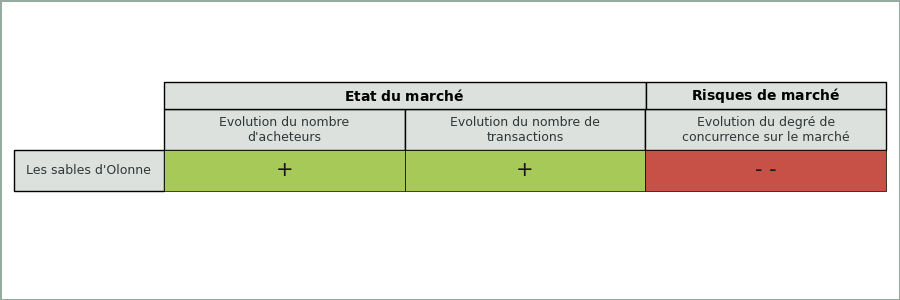 Etat du marché
Risques de marché
Evolution du nombre
d'acheteurs
Evolution du nombre de
transactions
Evolution du degré de
concurrence sur le marché
Les sables d'Olonne
+
+
- -